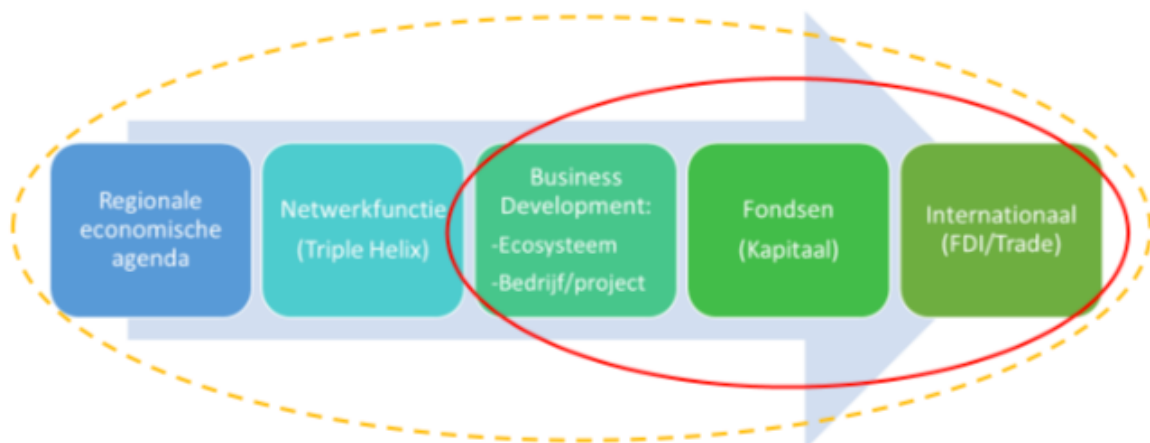 Regionale
economische
agenda
Netwerkfunctie
(Triple Helix)
Business
Development:
-Ecosysteem
-Bedrijf/project
Fondsen
(Kapitaal)
Internationaal
(FDI/Trade)